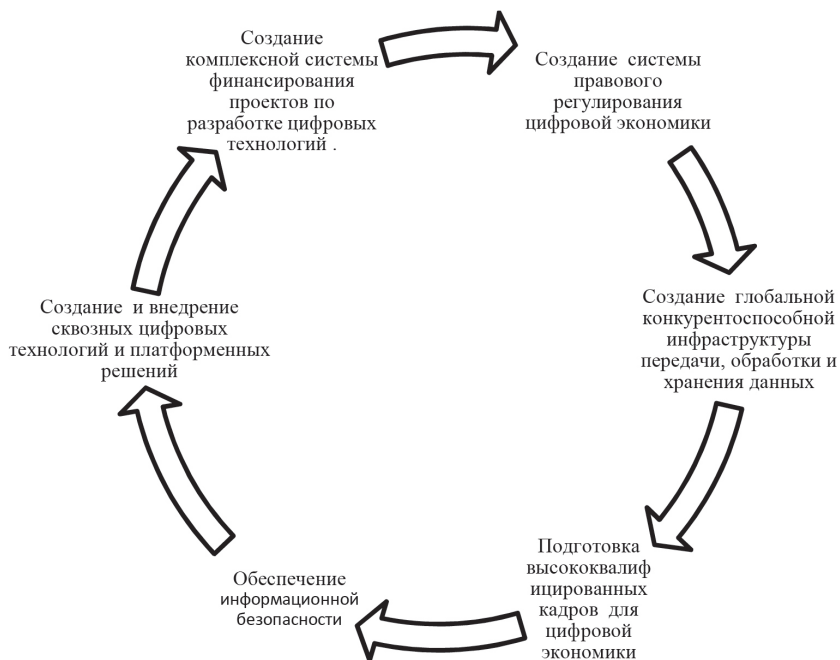 Создание
комплексной системы
финансирования
проектов по
разработке цифровых
технологий .
Создание системы
правового
регулирования
цифровой экономики
Создание глобальной
конкурентоспособной
инфраструктуры
передачи, обработки и
хранения данных
Подготовка
высококвалиф
ицированных
кадров для
цифровой
экономики
Обеспечение
информационной
безопасности
Создание и внедрение
сквозных цифровых
технологий и платформенных
решений